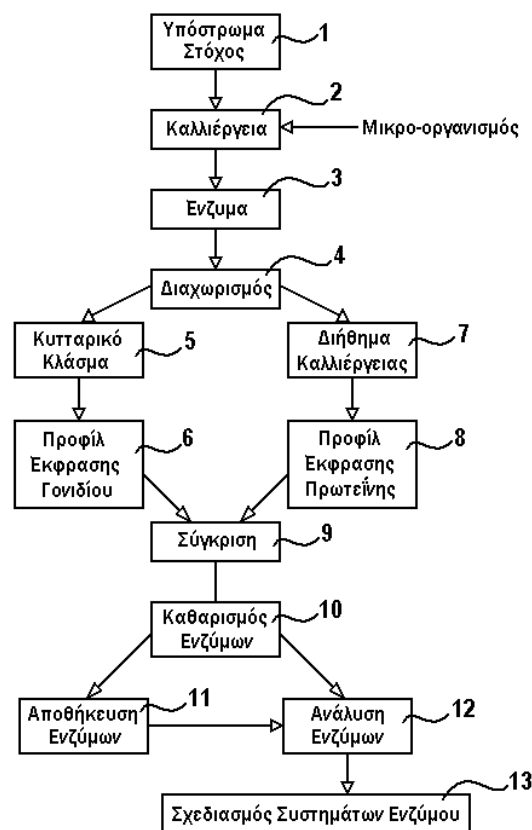 Υπόστρωμα
Στόχος
1
2
Καλλιέργεια
Μικρο-οργανισμός
3
Ένζυμα
4
Διαχωρισμός
Κυτταρικό
Κλάσμα
5
Διήθημα
Καλλιέργειας
7
Προφίλ
Έκφρασης
Γονιδίου
6
Προφίλ
Έκφρασης
Πρωτεΐνης
8
Σύγκριση
9
Καθαρισμός
Ενζύμων
10
Αποθήκευση
Ενζύμων
11
Ανάλυση
Ενζύμων
12
13
Σχεδιασμός Συστημάτων Ενζύμου